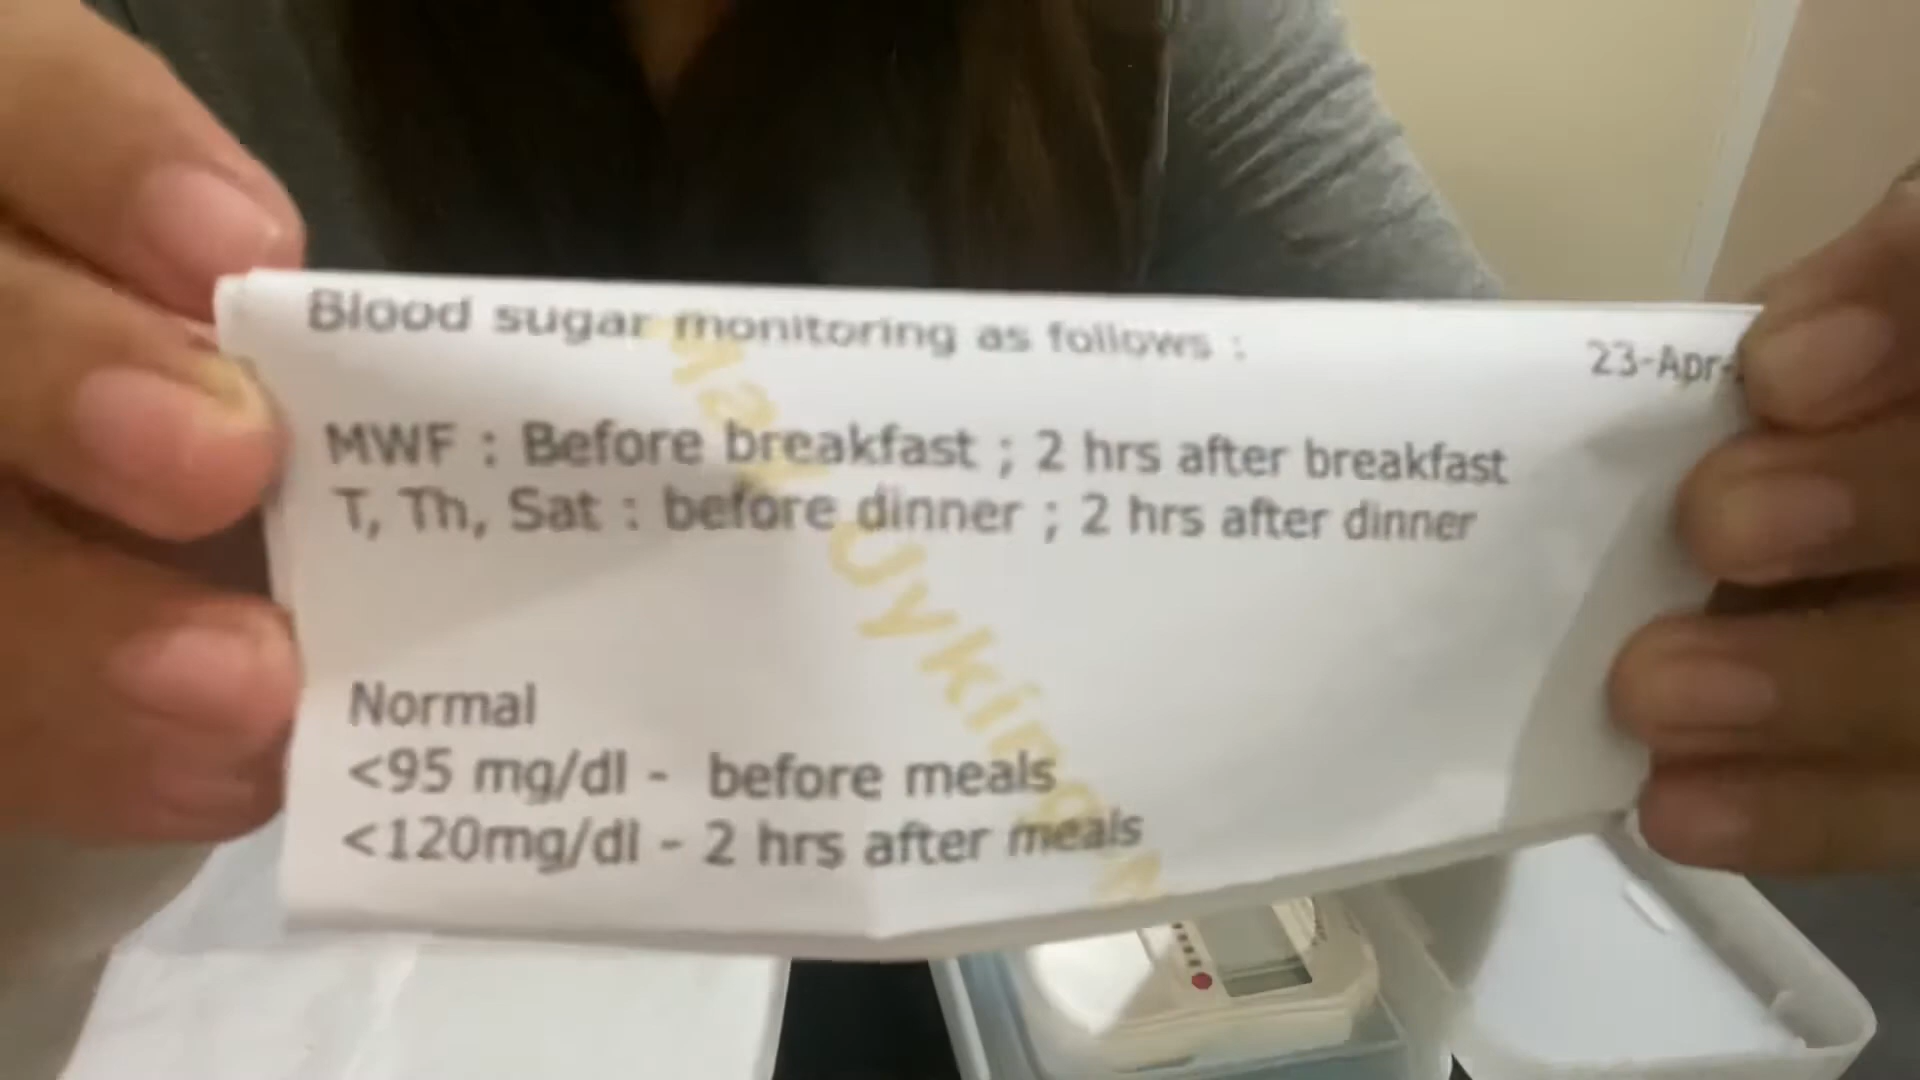 Blood sugar monitoring as follows :
23-Apr-
MWF : Before breakfast ; 2 hrs after breakfast
T, Th, Sat : before dinner ; 2 hrs after dinner
Normal
<95 mg/dl - before meals
<120mg/dl - 2 hrs after meals